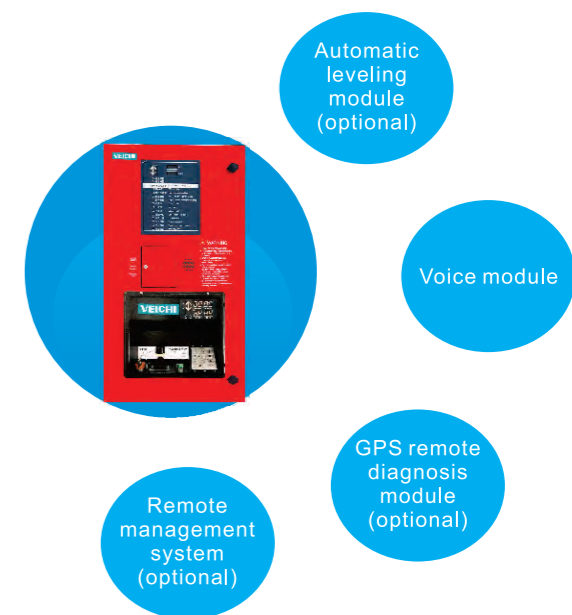 Automatic
leveling
module
(optional)
VEICHI
Voice module
VEICHI
GPS remote
diagnosis
module
(optional)
Remote
management
system
(optional)